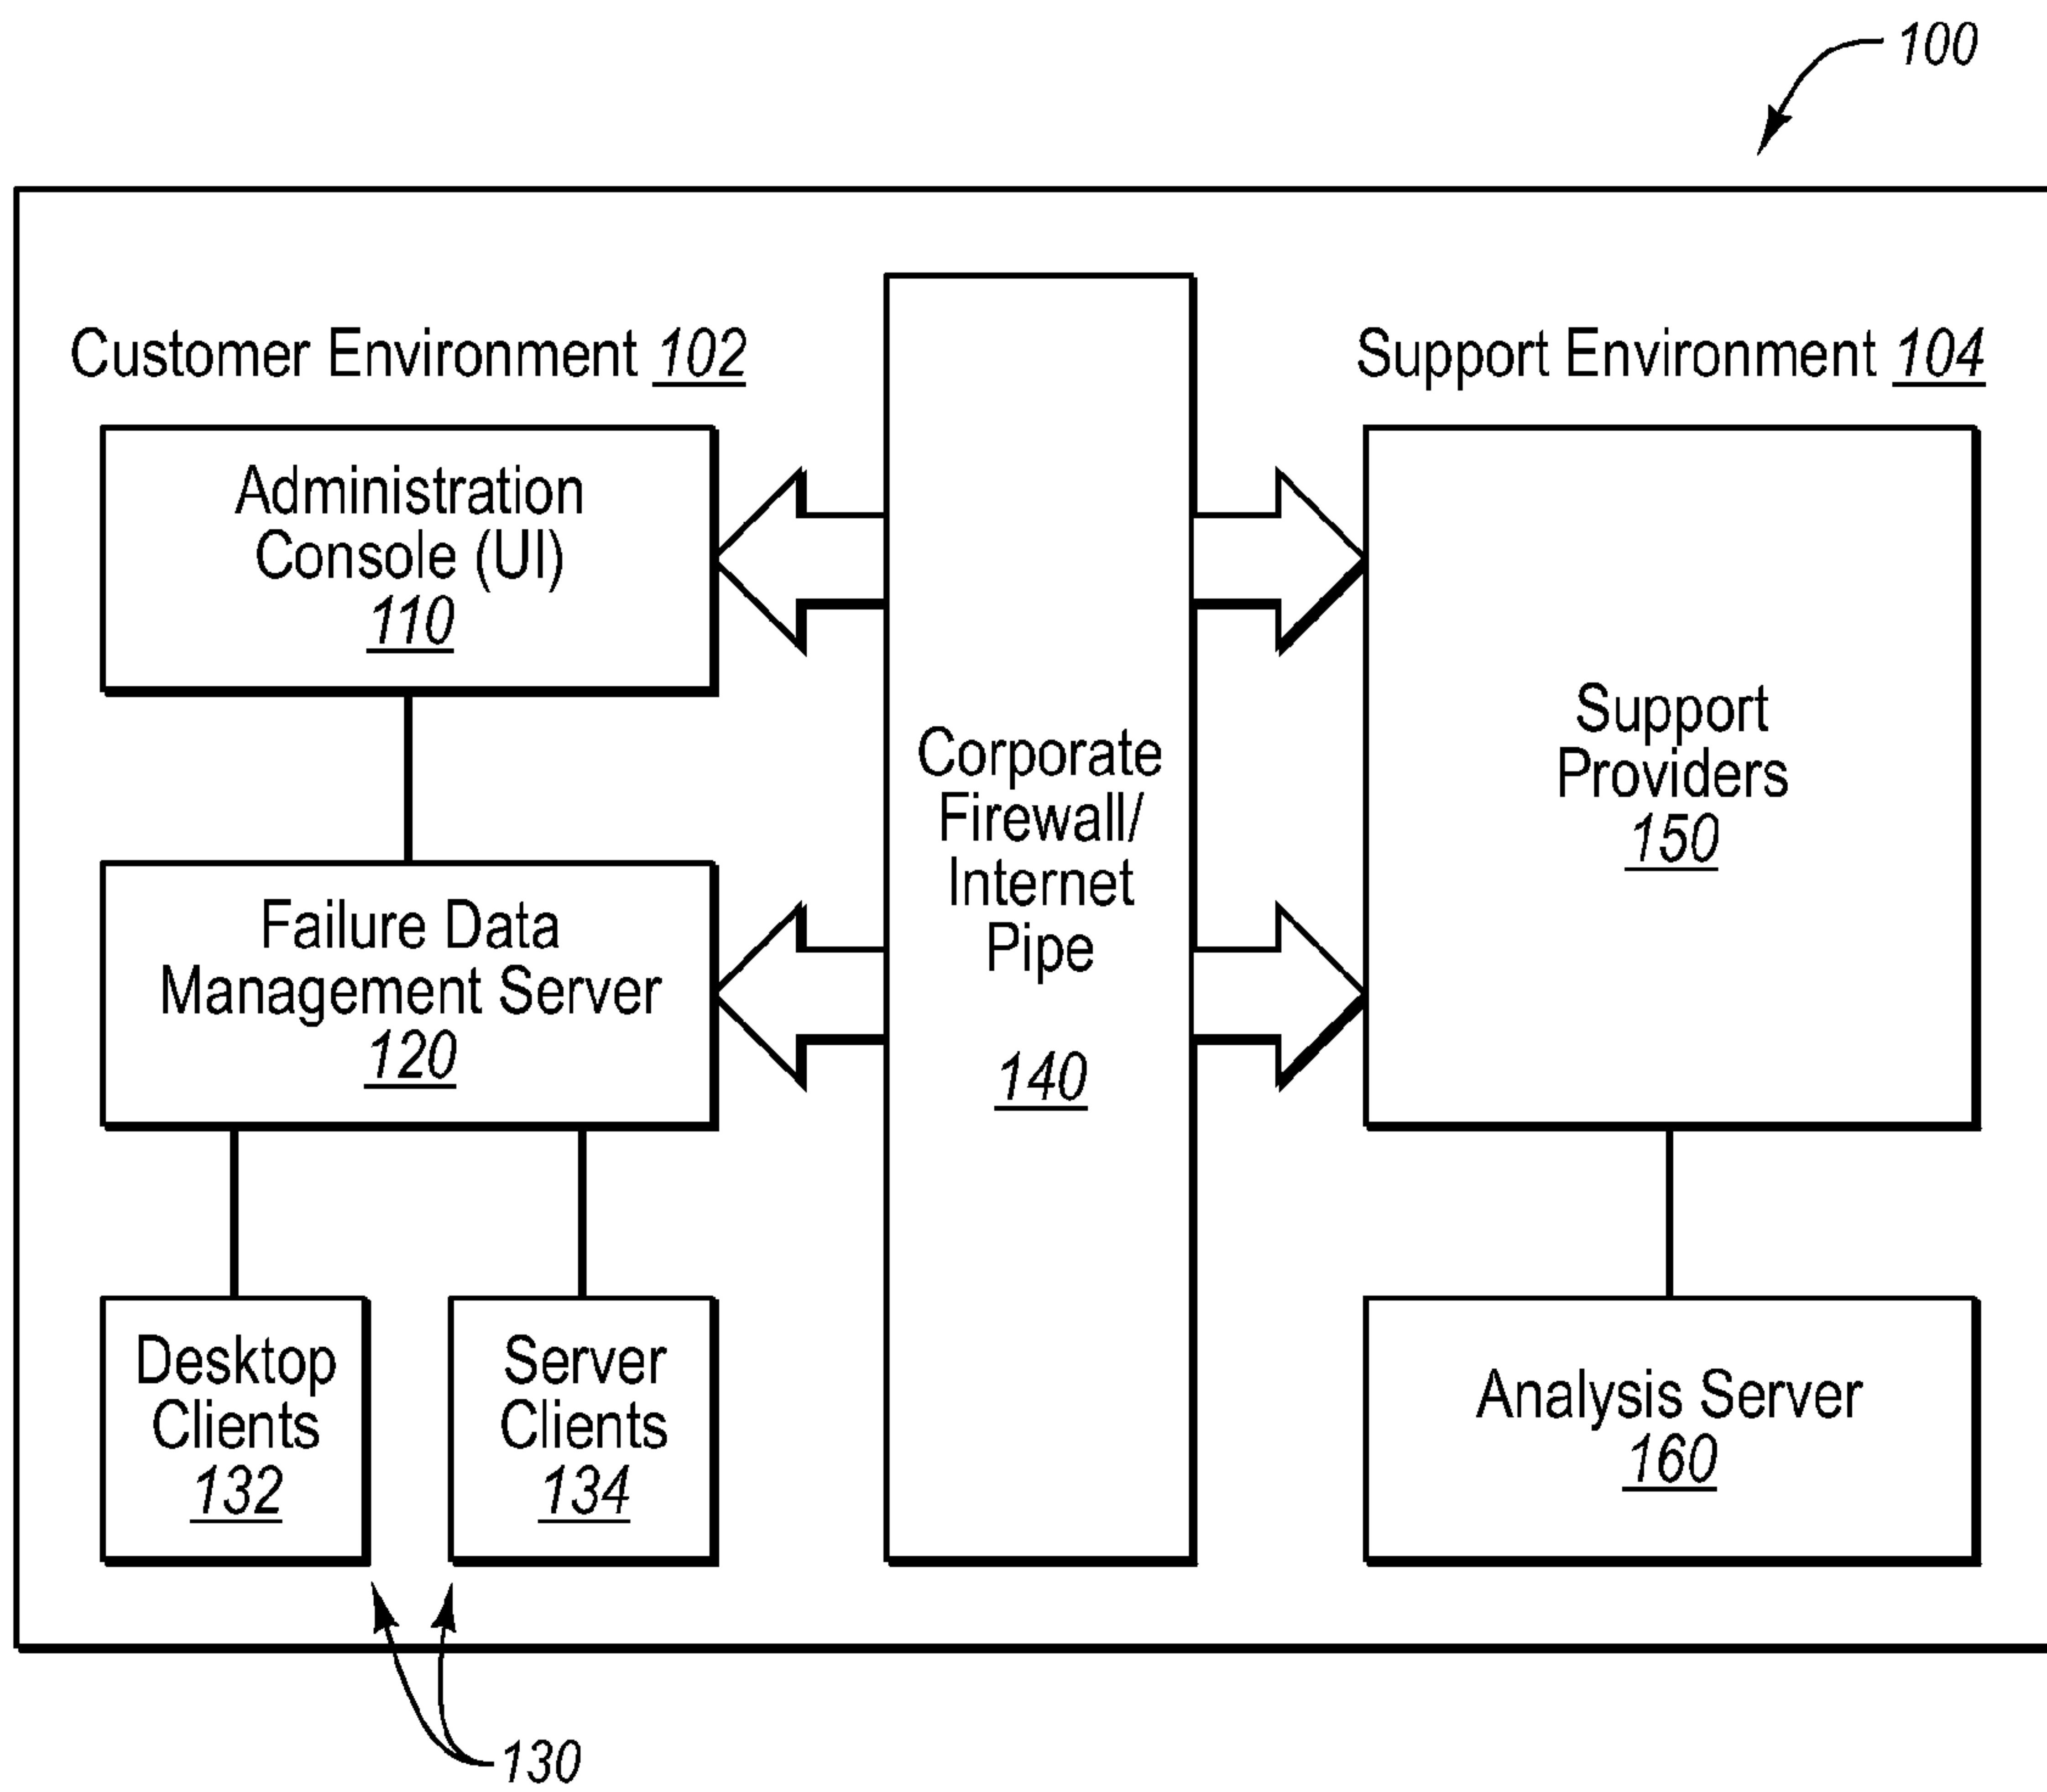 100
Customer Environment 102
Support Environment 104
Administration
Console (UI)
110
Failure Data
Management Server
120
Desktop
Clients
132
Server
Clients
134
130
Corporate
Firewall/
Internet
Pipe
140
Support
Providers
150
Analysis Server
160